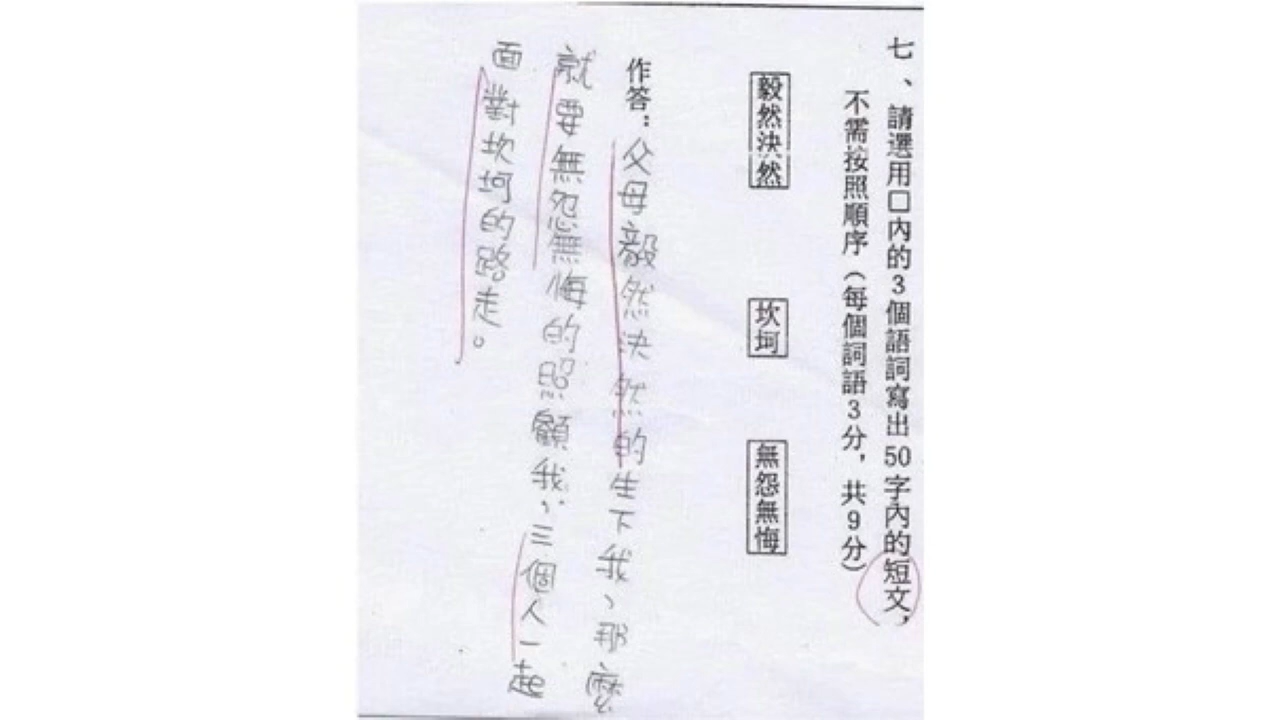 七、請選用□內的3個語詞寫出50字內的短文，
不需按照順序（每個詞語3分，共9分）
毅然決然 坎坷 無怨無悔
作答：父母毅然決然的生下我、那麼
就要無怨無悔的照顧我、三個人一起
面對坎坷的路走。